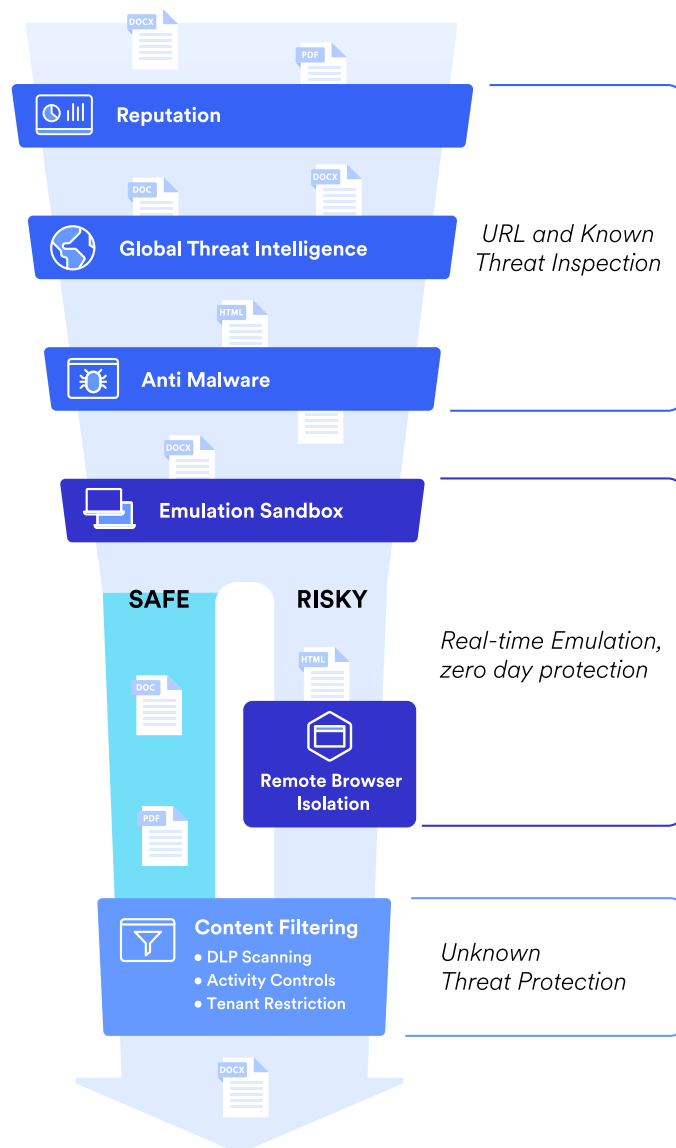 DOCX
PDF
Reputation
DOC
DOCX
Global Threat Intelligence
URL and Known
Threat Inspection
HTML
Anti Malware
DOCX
Emulation Sandbox
SAFE
RISKY
Real-time Emulation,
zero day protection
HTML
DOC
Remote Browser
Isolation
PDF
Content Filtering
• DLP Scanning
• Activity Controls
• Tenant Restriction
Unknown
Threat Protection
DOCX